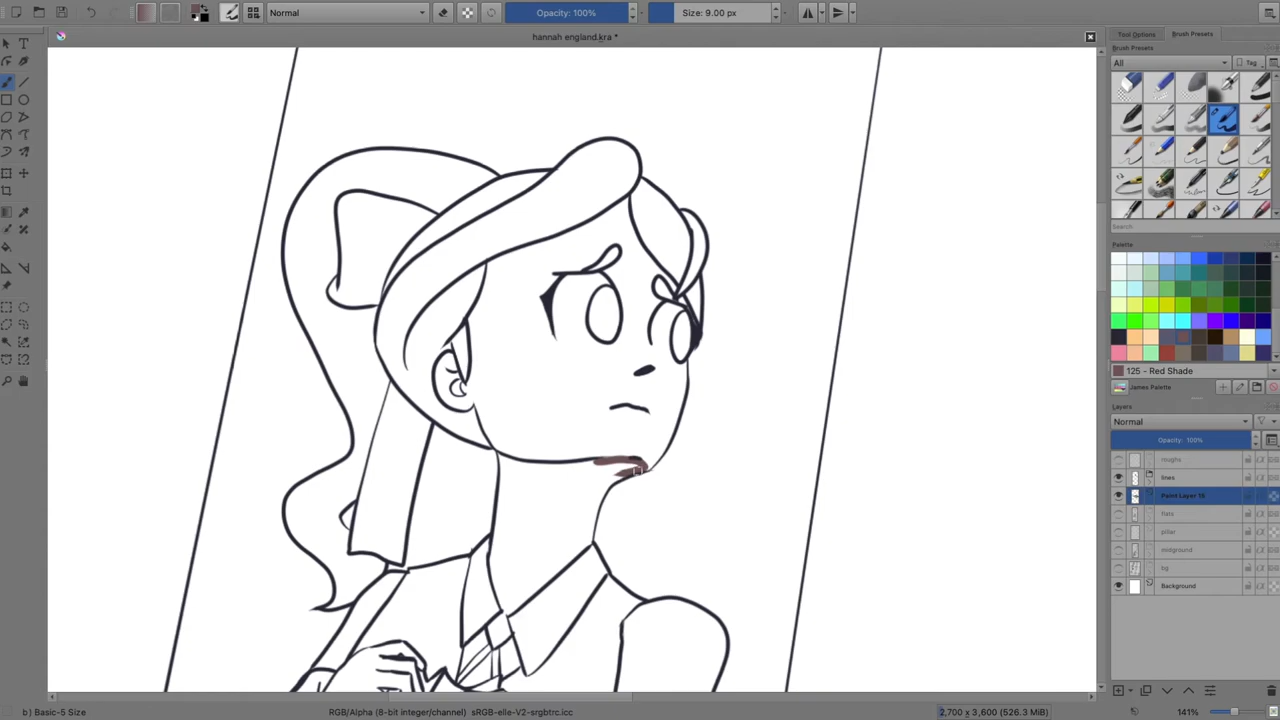 Normal
Opacity: 100%
Size: 9.00 px
hannah england.kra *
Tool Options
Brush Presets
Brush Presets
All
Tag
Search
Palette
125 - Red Shade
James Palette
Layers
Normal
Opacity: 100%
roughs
lines
Paint Layer 16
flats
pillar
midground
bg
Background
b) Basic-5 Size
RGB/Alpha (8-bit integer/channel) sRGB-elle-V2-srgbtrc.icc
2,700 x 3,600 (526.3 MiB)
141%